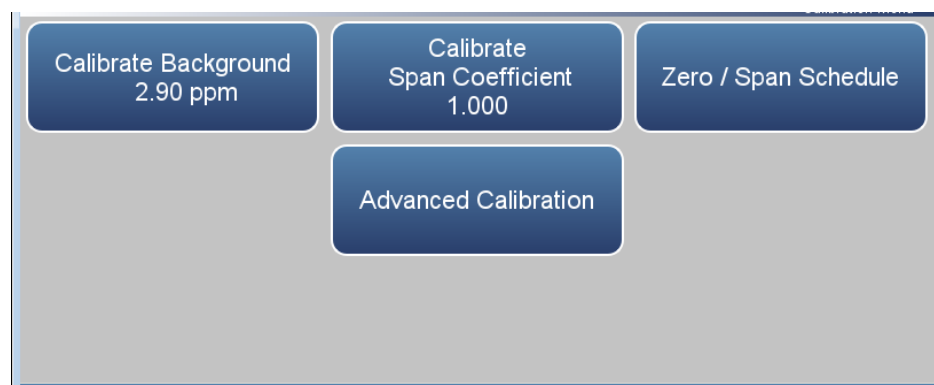 Calibrate Background
2.90 ppm
Calibrate
Span Coefficient
1.000
Zero / Span Schedule
Advanced Calibration